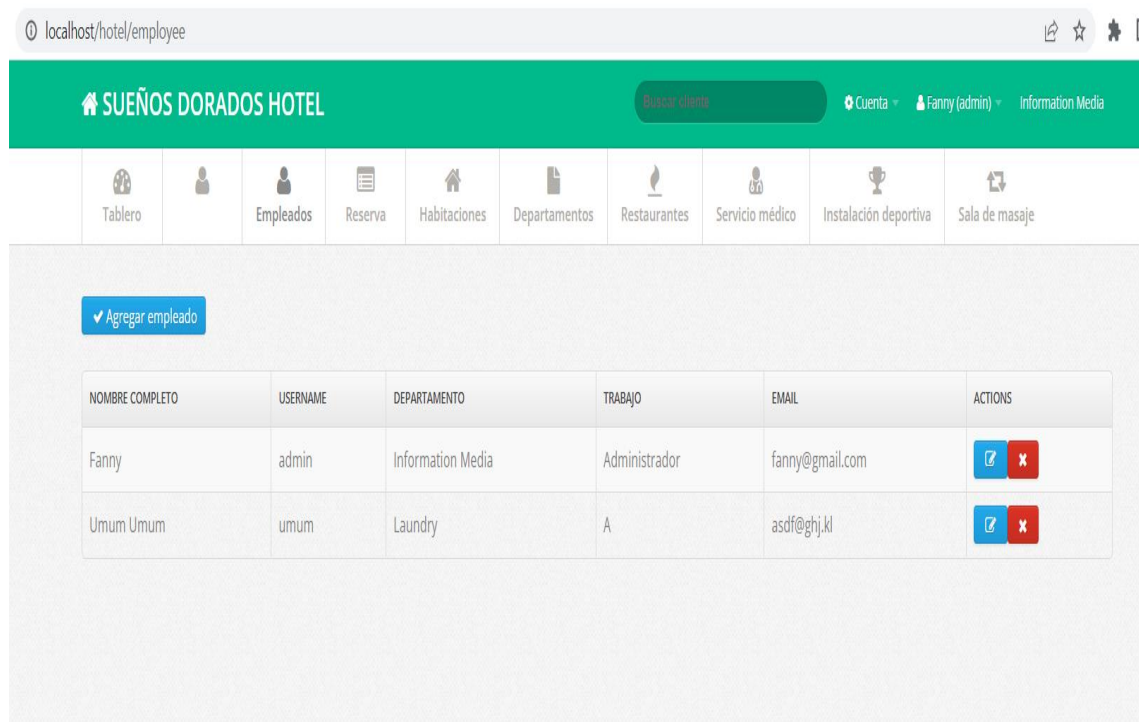 localhost/hotel/employee
SUEÑOS DORADOS HOTEL
Buscar cliente
Cuenta
Fanny (admin)
Information Media
Tablero
Empleados
Reserva
Habitaciones
Departamentos
Restaurantes
Servicio médico
Instalación deportiva
Sala de masaje
Agregar empleado
NOMBRE COMPLETO USERNAME DEPARTAMENTO TRABAJO EMAIL ACTIONS
Fanny admin Information Media Administrador fanny@gmail.com
Umum Umum umum Laundry A asdf@ghj.kl